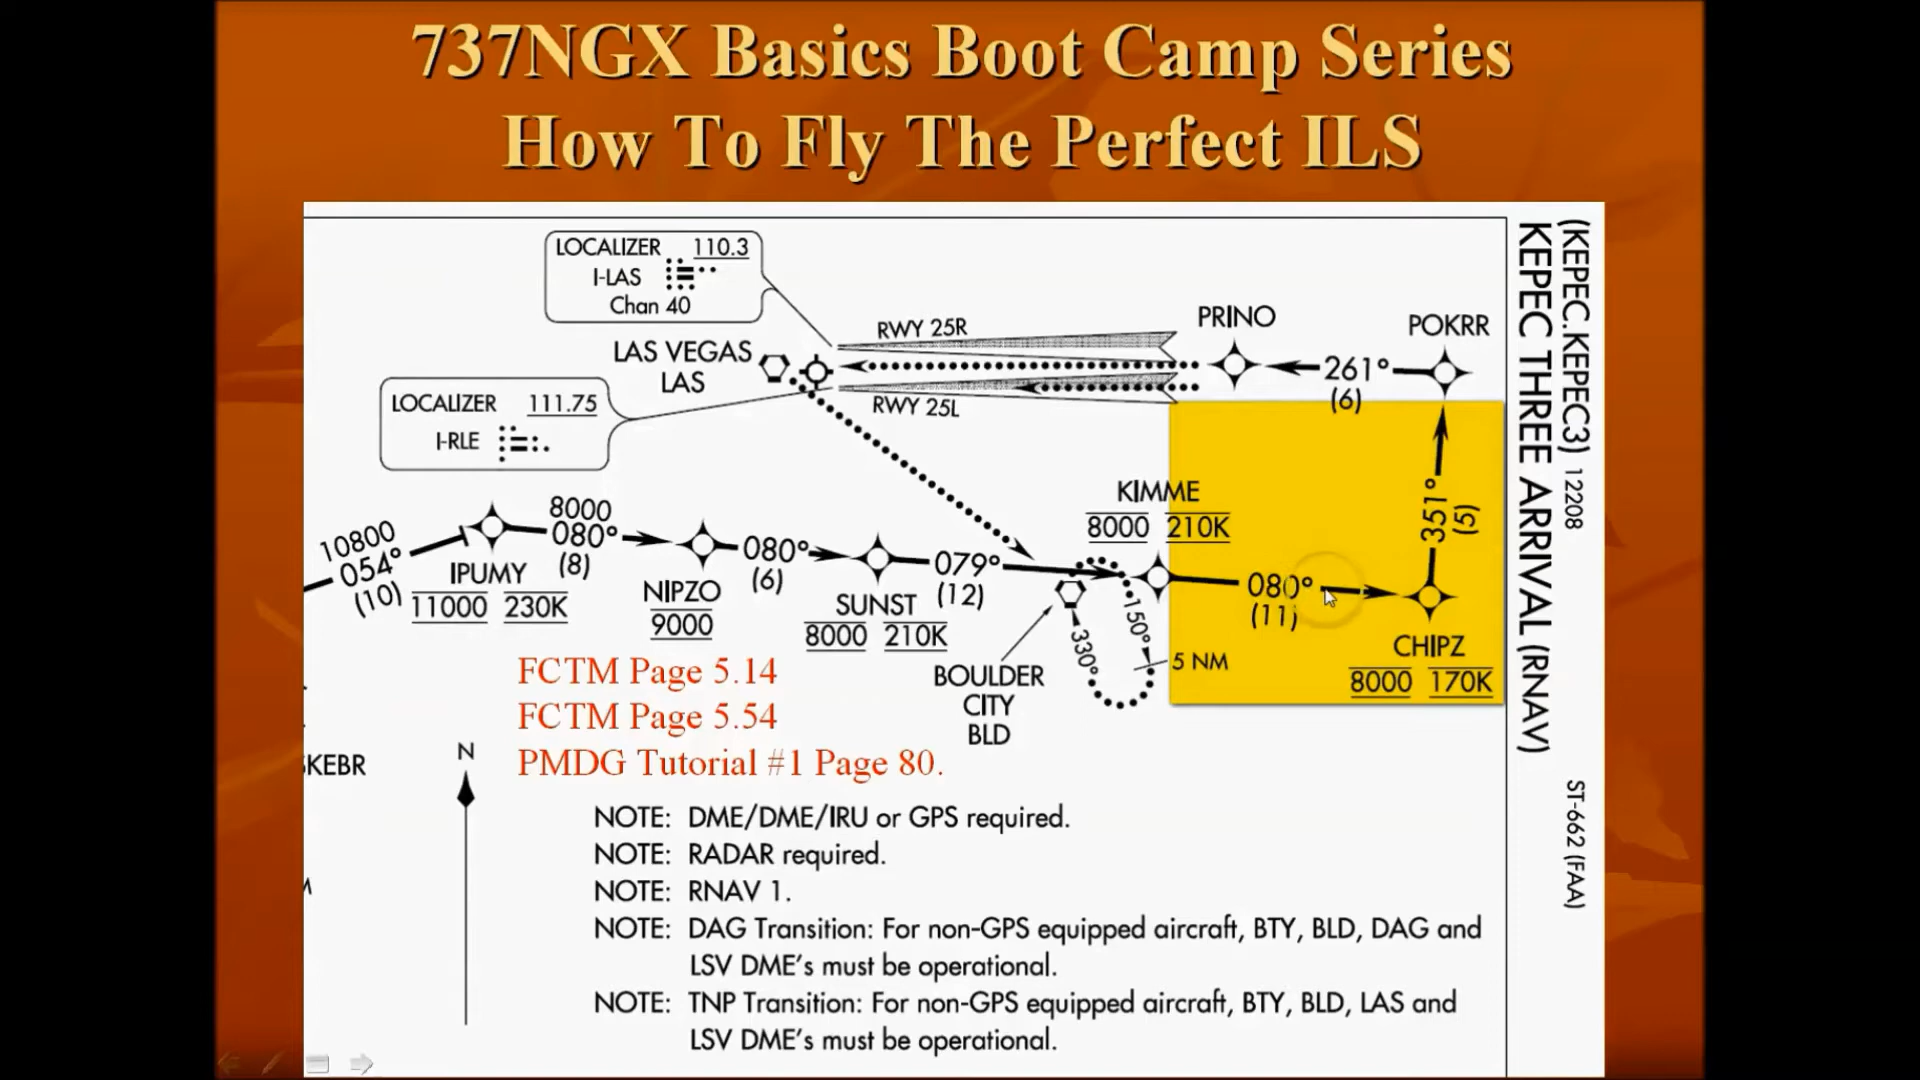 737NGX Basics Boot Camp Series
How To Fly The Perfect ILS
LOCALIZER 110.3
I-LAS
Chan 40
RWY 25R
PRINO
POKRR
LAS VEGAS
LAS
261°
(6)
LOCALIZER 111.75
I-RLE
RWY 25L
KIMME
8000 210K
351°
(5)
10800
054°
(10)
8000
080°
(8)
IPUMY
11000 230K
NIPZO
9000
080°
(6)
SUNST
8000 210K
079°
(12)
080°
(11)
CHIPZ
8000 170K
150°
330°
5 NM
BOULDER
CITY
BLD
FCTM Page 5.14
FCTM Page 5.54
PMDG Tutorial #1 Page 80.
N
NOTE: DME/DME/IRU or GPS required.
NOTE: RADAR required.
NOTE: RNAV 1.
NOTE: DAG Transition: For non-GPS equipped aircraft, BTY, BLD, DAG and
LSV DME's must be operational.
NOTE: TNP Transition: For non-GPS equipped aircraft, BTY, BLD, LAS and
LSV DME's must be operational.
(KEPEC.KEPEC3) 12208
KEPEC THREE ARRIVAL (RNAV)
ST-662 (FAA)